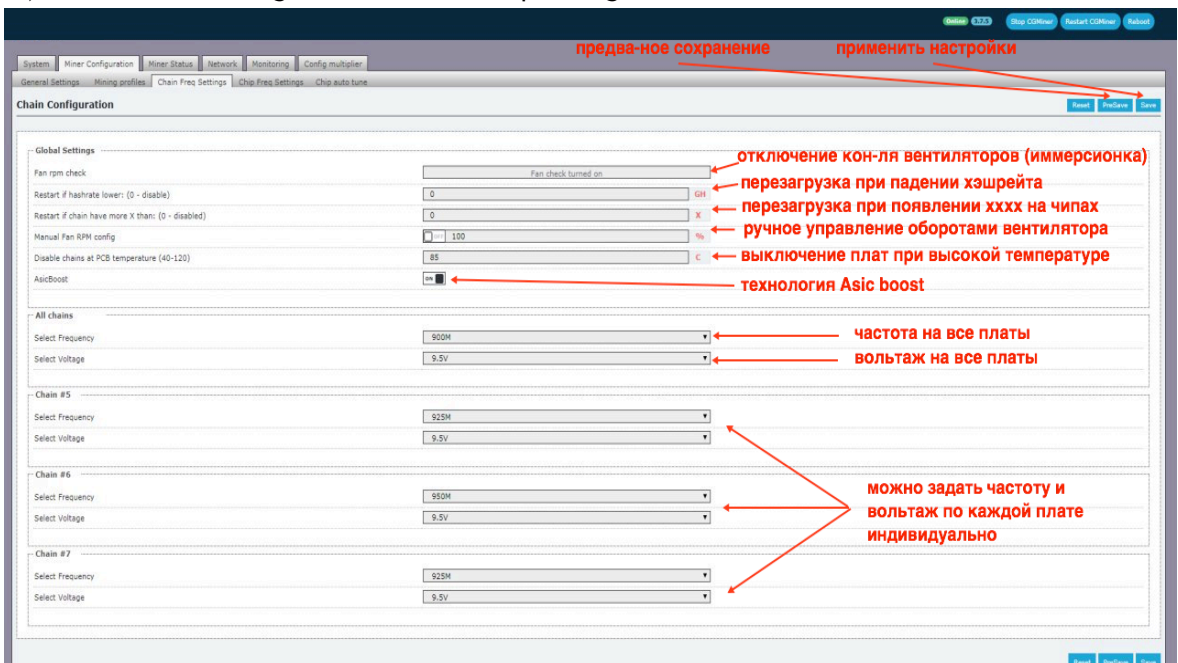 Online 3.7.5 Stop CGMiner Restart CGMiner Reboot
предва-ное сохранение применить настройки
System Miner Configuration Miner Status Network Monitoring Config multiplier
General Settings Mining profiles Chain Freq Settings Chip Freq Settings Chip auto tune
Chain Configuration
Reset PreSave Save
Global Settings
отключение кон-ля вентиляторов (иммерсионка)
Fan rpm check Fan check turned on
перезагрузка при падении хэшрейта
Restart if hashrate lower: (0 - disable) 0 GH
Restart if chain have more X than: (0 - disabled) 0 X перезагрузка при появлении хххх на чипах
Manual Fan RPM config OFF 100 % ручное управление оборотами вентилятора
Disable chains at PCB temperature (40-120) 85 C выключение плат при высокой температуре
AsicBoost ON технология Asic boost
All chains
Select Frequency 900M частота на все платы
Select Voltage 9.5V вольтаж на все платы
Chain #5
Select Frequency 925M
Select Voltage 9.5V
Chain #6
можно задать частоту и
Select Frequency 950M
вольтаж по каждой плате
Select Voltage 9.5V
индивидуально
Chain #7
Select Frequency 925M
Select Voltage 9.5V
Reset PreSave Save